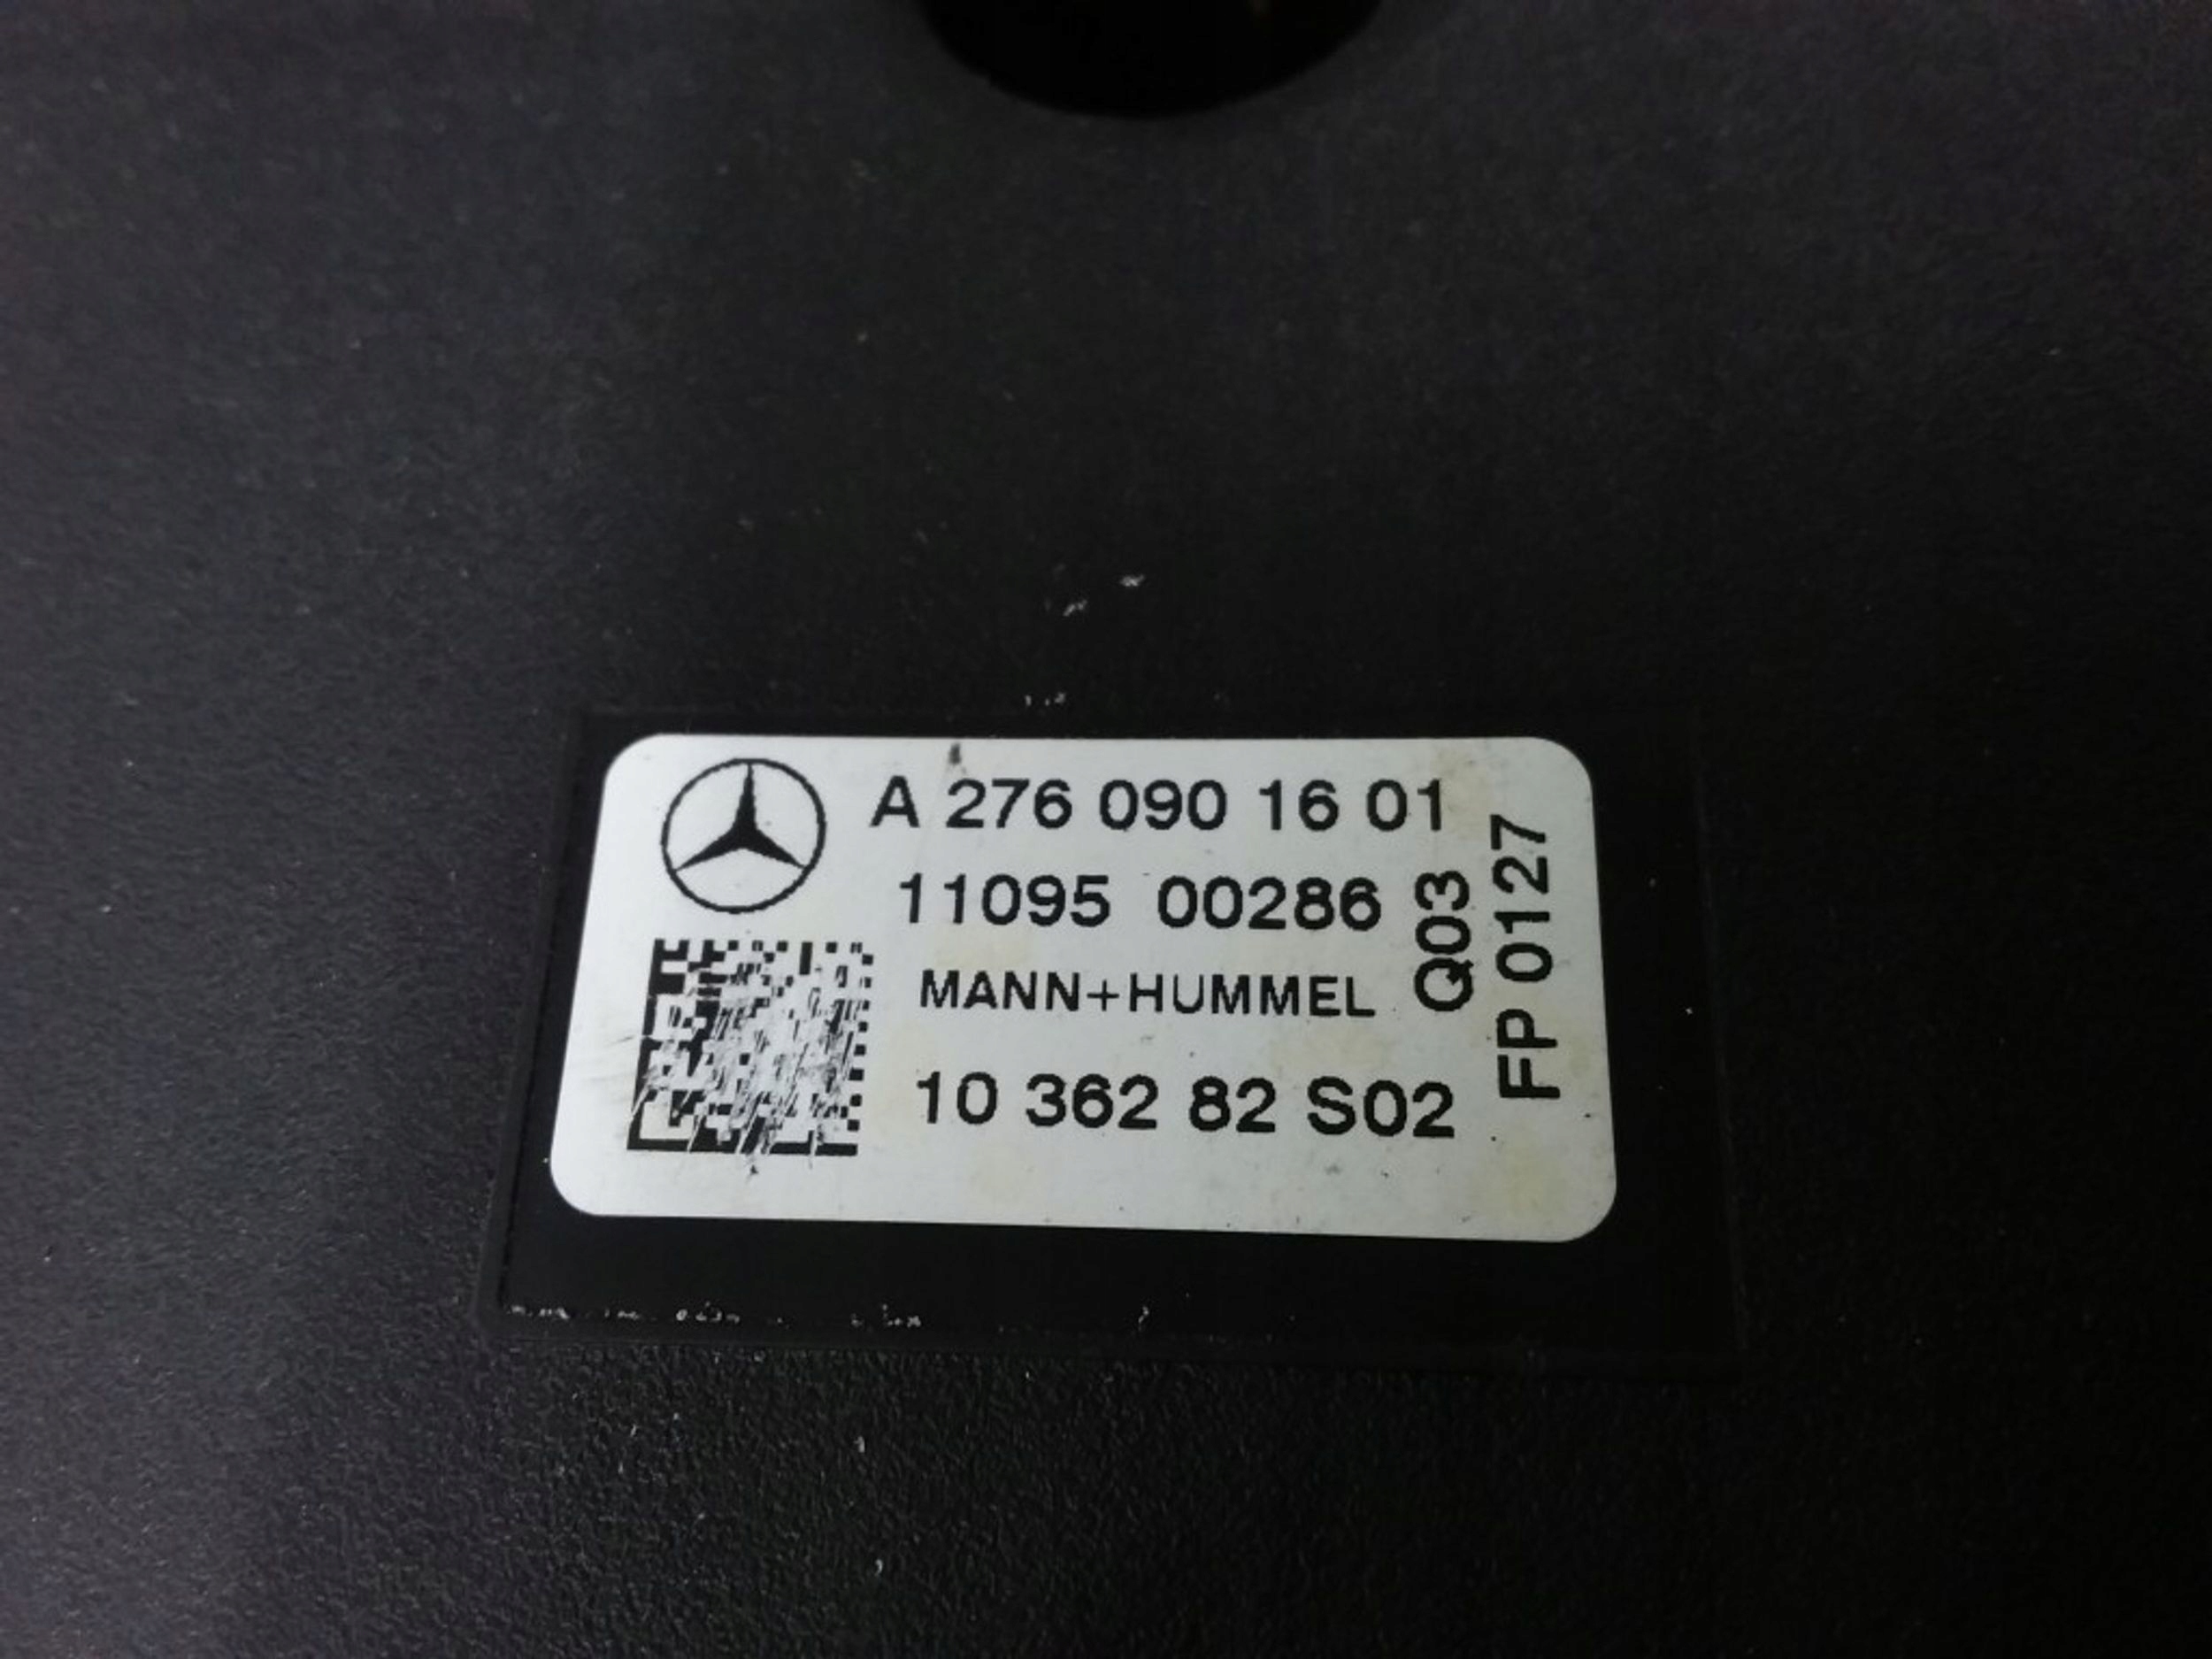 A 276 090 16 01
11095 00286
MANN+HUMMEL
10 362 82 S02
Q03
FP 0127